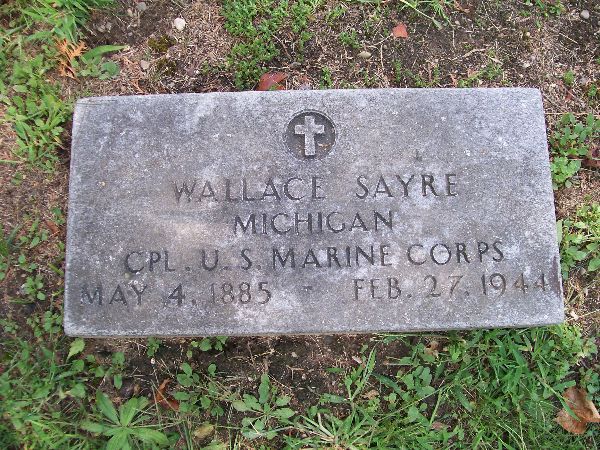 WALLACE SAYRE
MICHIGAN
CPL. U. S. MARINE CORPS
MAY 4, 1885 - FEB. 27, 1944